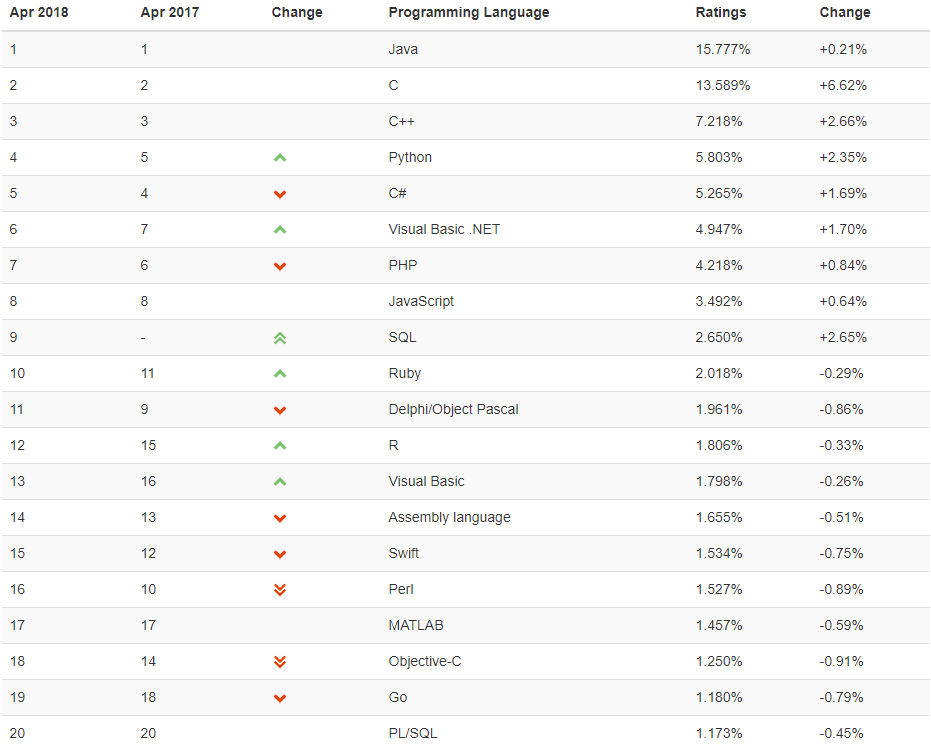 Apr 2018 Apr 2017 Change Programming Language Ratings Change
1 1 Java 15.777% +0.21%
2 2 C 13.589% +6.62%
3 3 C++ 7.218% +2.66%
4 5 Python 5.803% +2.35%
5 4 C# 5.265% +1.69%
6 7 Visual Basic .NET 4.947% +1.70%
7 6 PHP 4.218% +0.84%
8 8 JavaScript 3.492% +0.64%
9 - SQL 2.650% +2.65%
10 11 Ruby 2.018% -0.29%
11 9 Delphi/Object Pascal 1.961% -0.86%
12 15 R 1.806% -0.33%
13 16 Visual Basic 1.798% -0.26%
14 13 Assembly language 1.655% -0.51%
15 12 Swift 1.534% -0.75%
16 10 Perl 1.527% -0.89%
17 17 MATLAB 1.457% -0.59%
18 14 Objective-C 1.250% -0.91%
19 18 Go 1.180% -0.79%
20 20 PL/SQL 1.173% -0.45%